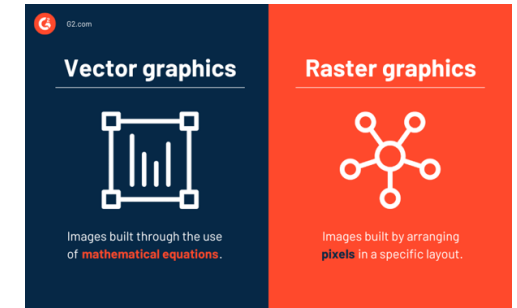 G2.com
Vector graphics
Raster graphics
Images built through the use
of mathematical equations.
Images built by arranging
pixels in a specific layout.